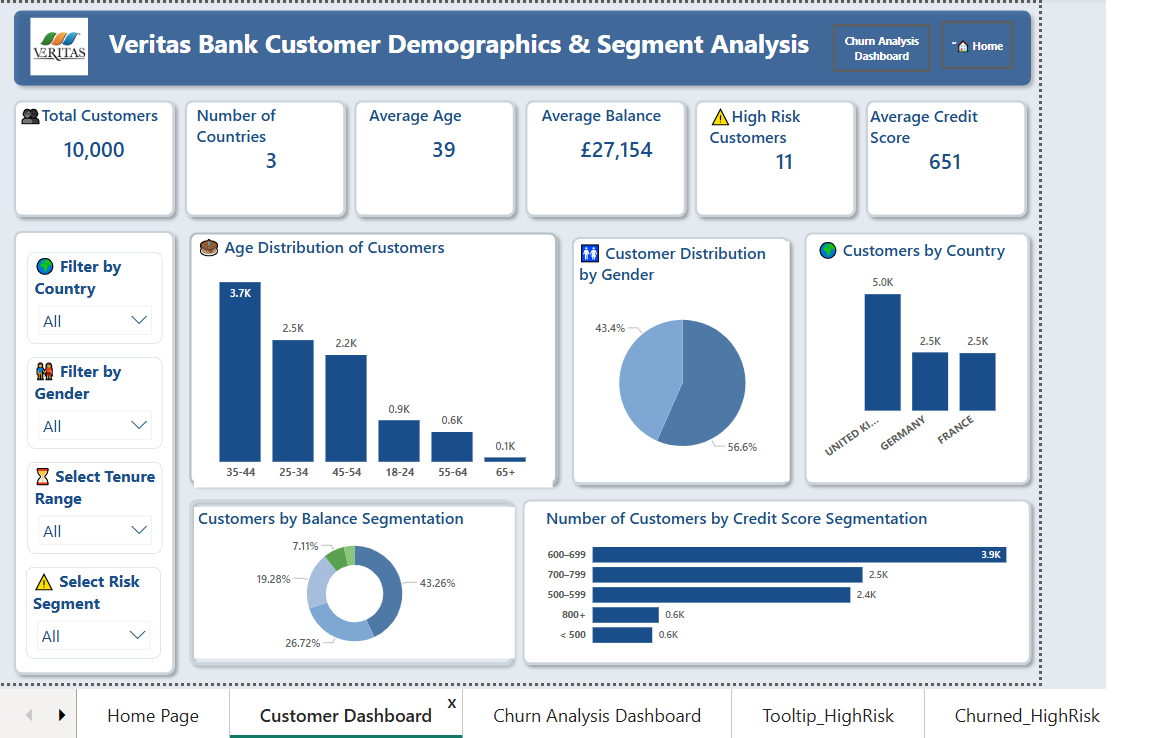 VERITAS
Veritas Bank Customer Demographics & Segment Analysis
Churn Analysis
Dashboard
Home
Total Customers
10,000
Number of
Countries
3
Average Age
39
Average Balance
£27,154
High Risk
Customers
11
Average Credit
Score
651
Filter by
Country
All
Filter by
Gender
All
Select Tenure
Range
All
Select Risk
Segment
All
Age Distribution of Customers
3.7K
2.5K
2.2K
0.9K
0.6K
0.1K
35-44
25-34
45-54
18-24
55-64
65+
Customer Distribution
by Gender
43.4%
56.6%
Customers by Country
5.0K
2.5K
2.5K
UNITED KI...
GERMANY
FRANCE
Customers by Balance Segmentation
7.11%
19.28%
43.26%
26.72%
Number of Customers by Credit Score Segmentation
600–699
3.9K
700–799
2.5K
500–599
2.4K
800+
0.6K
< 500
0.6K
Home Page
Customer Dashboard
x
Churn Analysis Dashboard
Tooltip_HighRisk
Churned_HighRisk